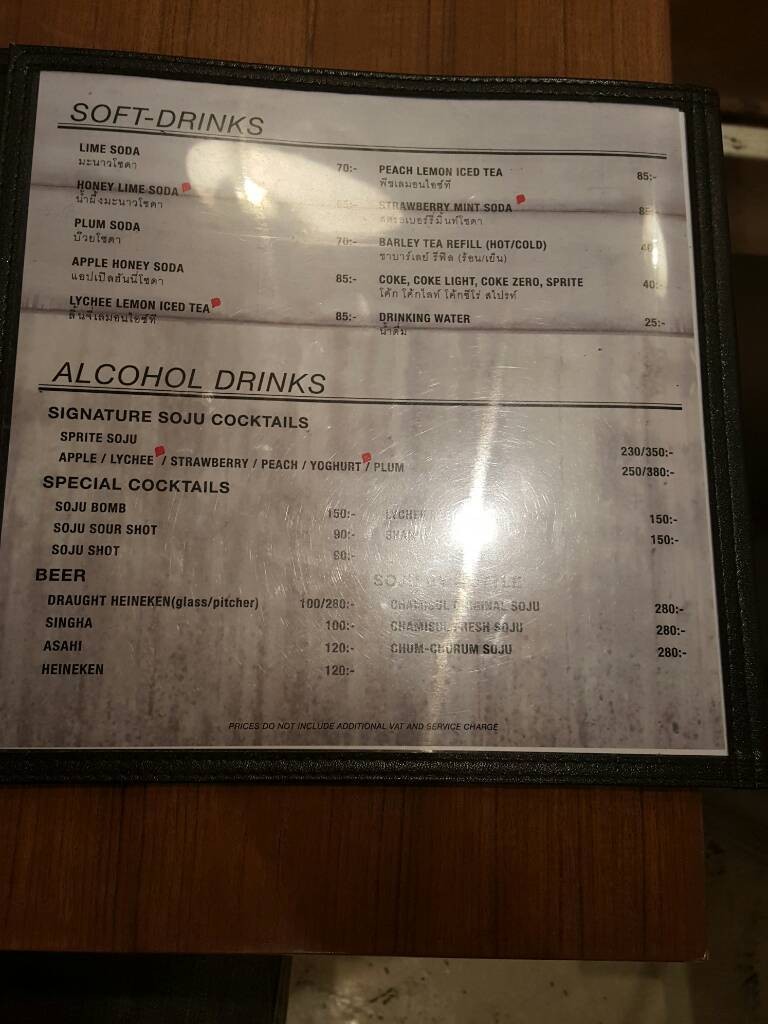 SOFT-DRINKS
LIME SODA 70:-
มะนาวโซดา
HONEY LIME SODA
น้ำผึ้งมะนาวโซดา
PLUM SODA 70:-
บ๊วยโซดา
APPLE HONEY SODA 85:-
แอปเปิลฮันนี่โซดา
LYCHEE LEMON ICED TEA 85:-
ลิ้นจี่เลมอนไอซ์ที
PEACH LEMON ICED TEA 85:-
พีชเลมอนไอซ์ที
STRAWBERRY MINT SODA 85:-
สตรอเบอร์รี่มิ้นท์โซดา
BARLEY TEA REFILL (HOT/COLD) 40:-
ชาบาร์เลย์ รีฟิล (ร้อน/เย็น)
COKE, COKE LIGHT, COKE ZERO, SPRITE 40:-
โค้ก โค้กไลท์ โค้กซีโร่ สไปรท์
DRINKING WATER 25:-
น้ำดื่ม
ALCOHOL DRINKS
SIGNATURE SOJU COCKTAILS
SPRITE SOJU 230/350:-
APPLE / LYCHEE / STRAWBERRY / PEACH / YOGHURT / PLUM 250/380:-
SPECIAL COCKTAILS
SOJU BOMB 150:-
SOJU SOUR SHOT 90:-
SOJU SHOT
LYCHEE 150:-
150:-
BEER
DRAUGHT HEINEKEN(glass/pitcher) 100/280:-
SINGHA 100:-
ASAHI 120:-
HEINEKEN 120:-
CHAMISUL SOJU 280:-
CHAMISUL FRESH SOJU 280:-
CHUM-CHURUM SOJU 280:-
PRICES DO NOT INCLUDE ADDITIONAL VAT AND SERVICE CHARGE